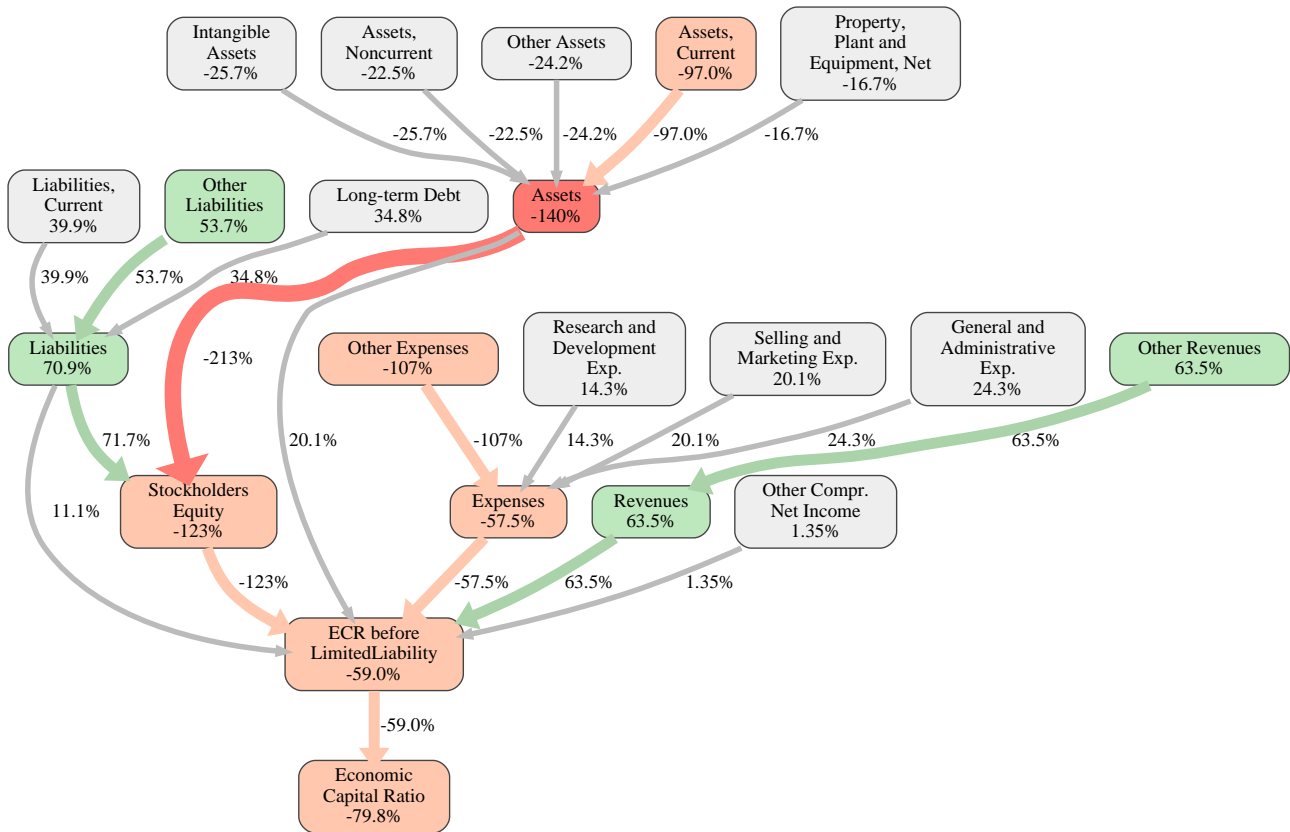 Intangible
Assets
-25.7%
Assets,
Noncurrent
-22.5%
Other Assets
-24.2%
Assets,
Current
-97.0%
Property,
Plant and
Equipment, Net
-16.7%
-25.7%
-22.5%
-24.2%
-97.0%
-16.7%
Liabilities,
Current
39.9%
Other
Liabilities
53.7%
Long-term Debt
34.8%
Assets
-140%
39.9%
53.7%
34.8%
Liabilities
70.9%
-213%
Other Expenses
-107%
Research and
Development
Exp.
14.3%
Selling and
Marketing Exp.
20.1%
General and
Administrative
Exp.
24.3%
Other Revenues
63.5%
71.7%
20.1%
-107%
14.3%
20.1%
24.3%
63.5%
11.1%
Stockholders
Equity
-123%
Expenses
-57.5%
Revenues
63.5%
Other Compr.
Net Income
1.35%
-123%
-57.5%
63.5%
1.35%
ECR before
LimitedLiability
-59.0%
-59.0%
Economic
Capital Ratio
-79.8%